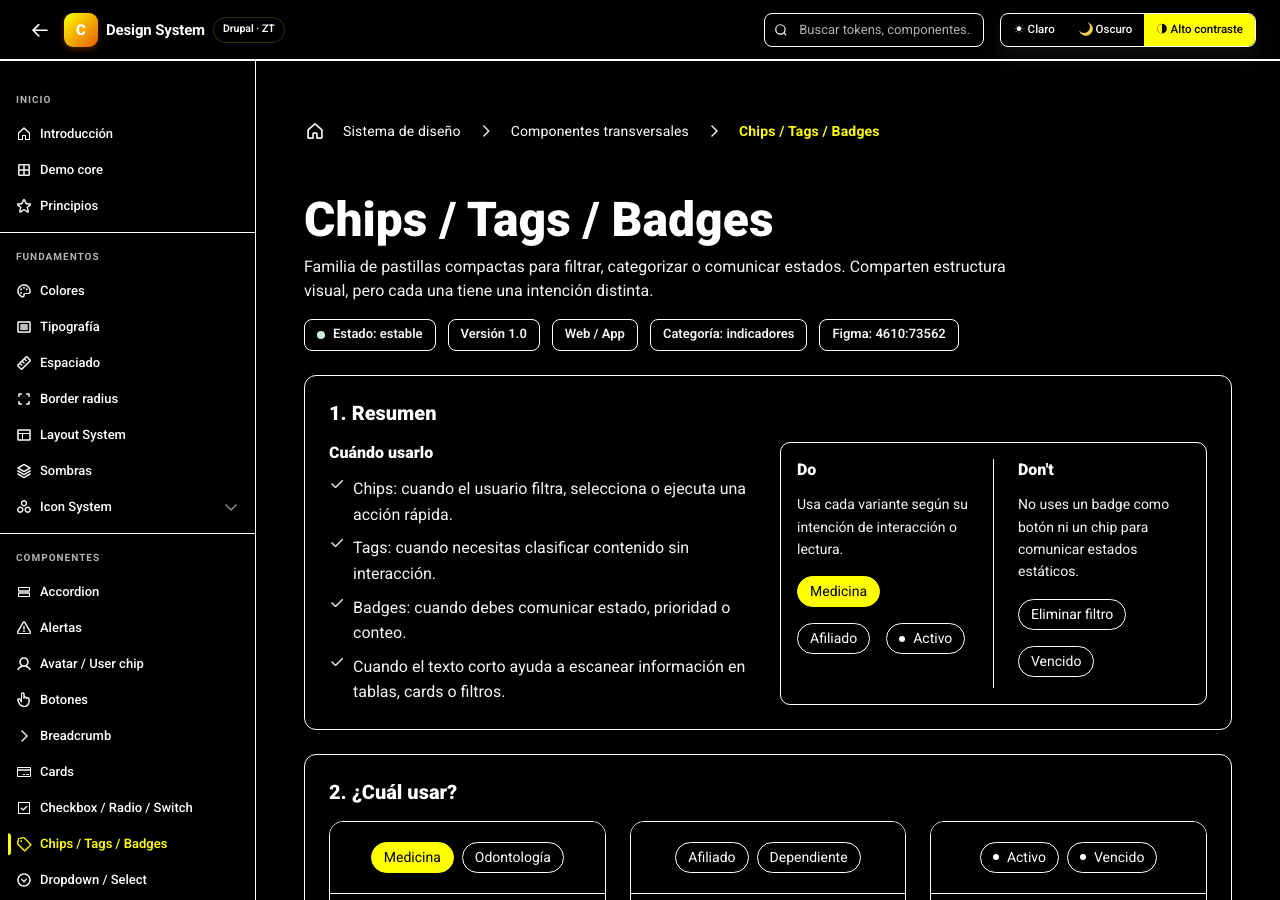 C Design System Drupal · ZT
Buscar tokens, componentes..
Claro Oscuro Alto contraste
INICIO
Introducción
Demo core
Principios
FUNDAMENTOS
Colores
Tipografía
Espaciado
Border radius
Layout System
Sombras
Icon System
COMPONENTES
Accordion
Alertas
Avatar / User chip
Botones
Breadcrumb
Cards
Checkbox / Radio / Switch
Chips / Tags / Badges
Dropdown / Select
Sistema de diseño Componentes transversales Chips / Tags / Badges
Chips / Tags / Badges
Familia de pastillas compactas para filtrar, categorizar o comunicar estados. Comparten estructura
visual, pero cada una tiene una intención distinta.
Estado: estable Versión 1.0 Web / App Categoría: indicadores Figma: 4610:73562
1. Resumen
Cuándo usarlo
Chips: cuando el usuario filtra, selecciona o ejecuta una
acción rápida.
Tags: cuando necesitas clasificar contenido sin
interacción.
Badges: cuando debes comunicar estado, prioridad o
conteo.
Cuando el texto corto ayuda a escanear información en
tablas, cards o filtros.
Do
Usa cada variante según su
intención de interacción o
lectura.
Medicina
Afiliado Activo
Don't
No uses un badge como
botón ni un chip para
comunicar estados
estáticos.
Eliminar filtro
Vencido
2. ¿Cuál usar?
Medicina Odontología
Afiliado Dependiente
Activo Vencido